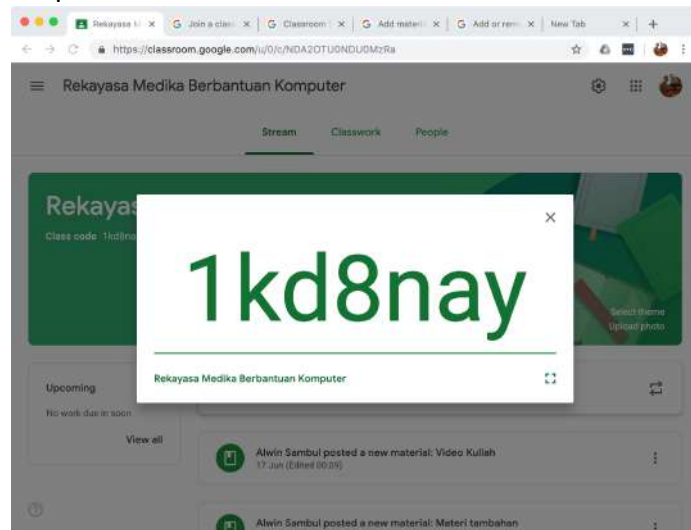 Rekayasa M
Join a class
Classroom
Add materi
Add or rem
New Tab
https://classroom.google.com/u/0/c/NDA2OTU0NDU0MzRa
Rekayasa Medika Berbantuan Komputer
Stream Classwork People
Rekayas
Class code 1kd8na
1kd8nay
Select theme
Upload photo
Rekayasa Medika Berbantuan Komputer
Upcoming
No work due in soon
View all
Alwin Sambul posted a new material: Video Kuliah
17 Jun (Edited 00:09)
Alwin Sambul posted a new material: Materi tambahan